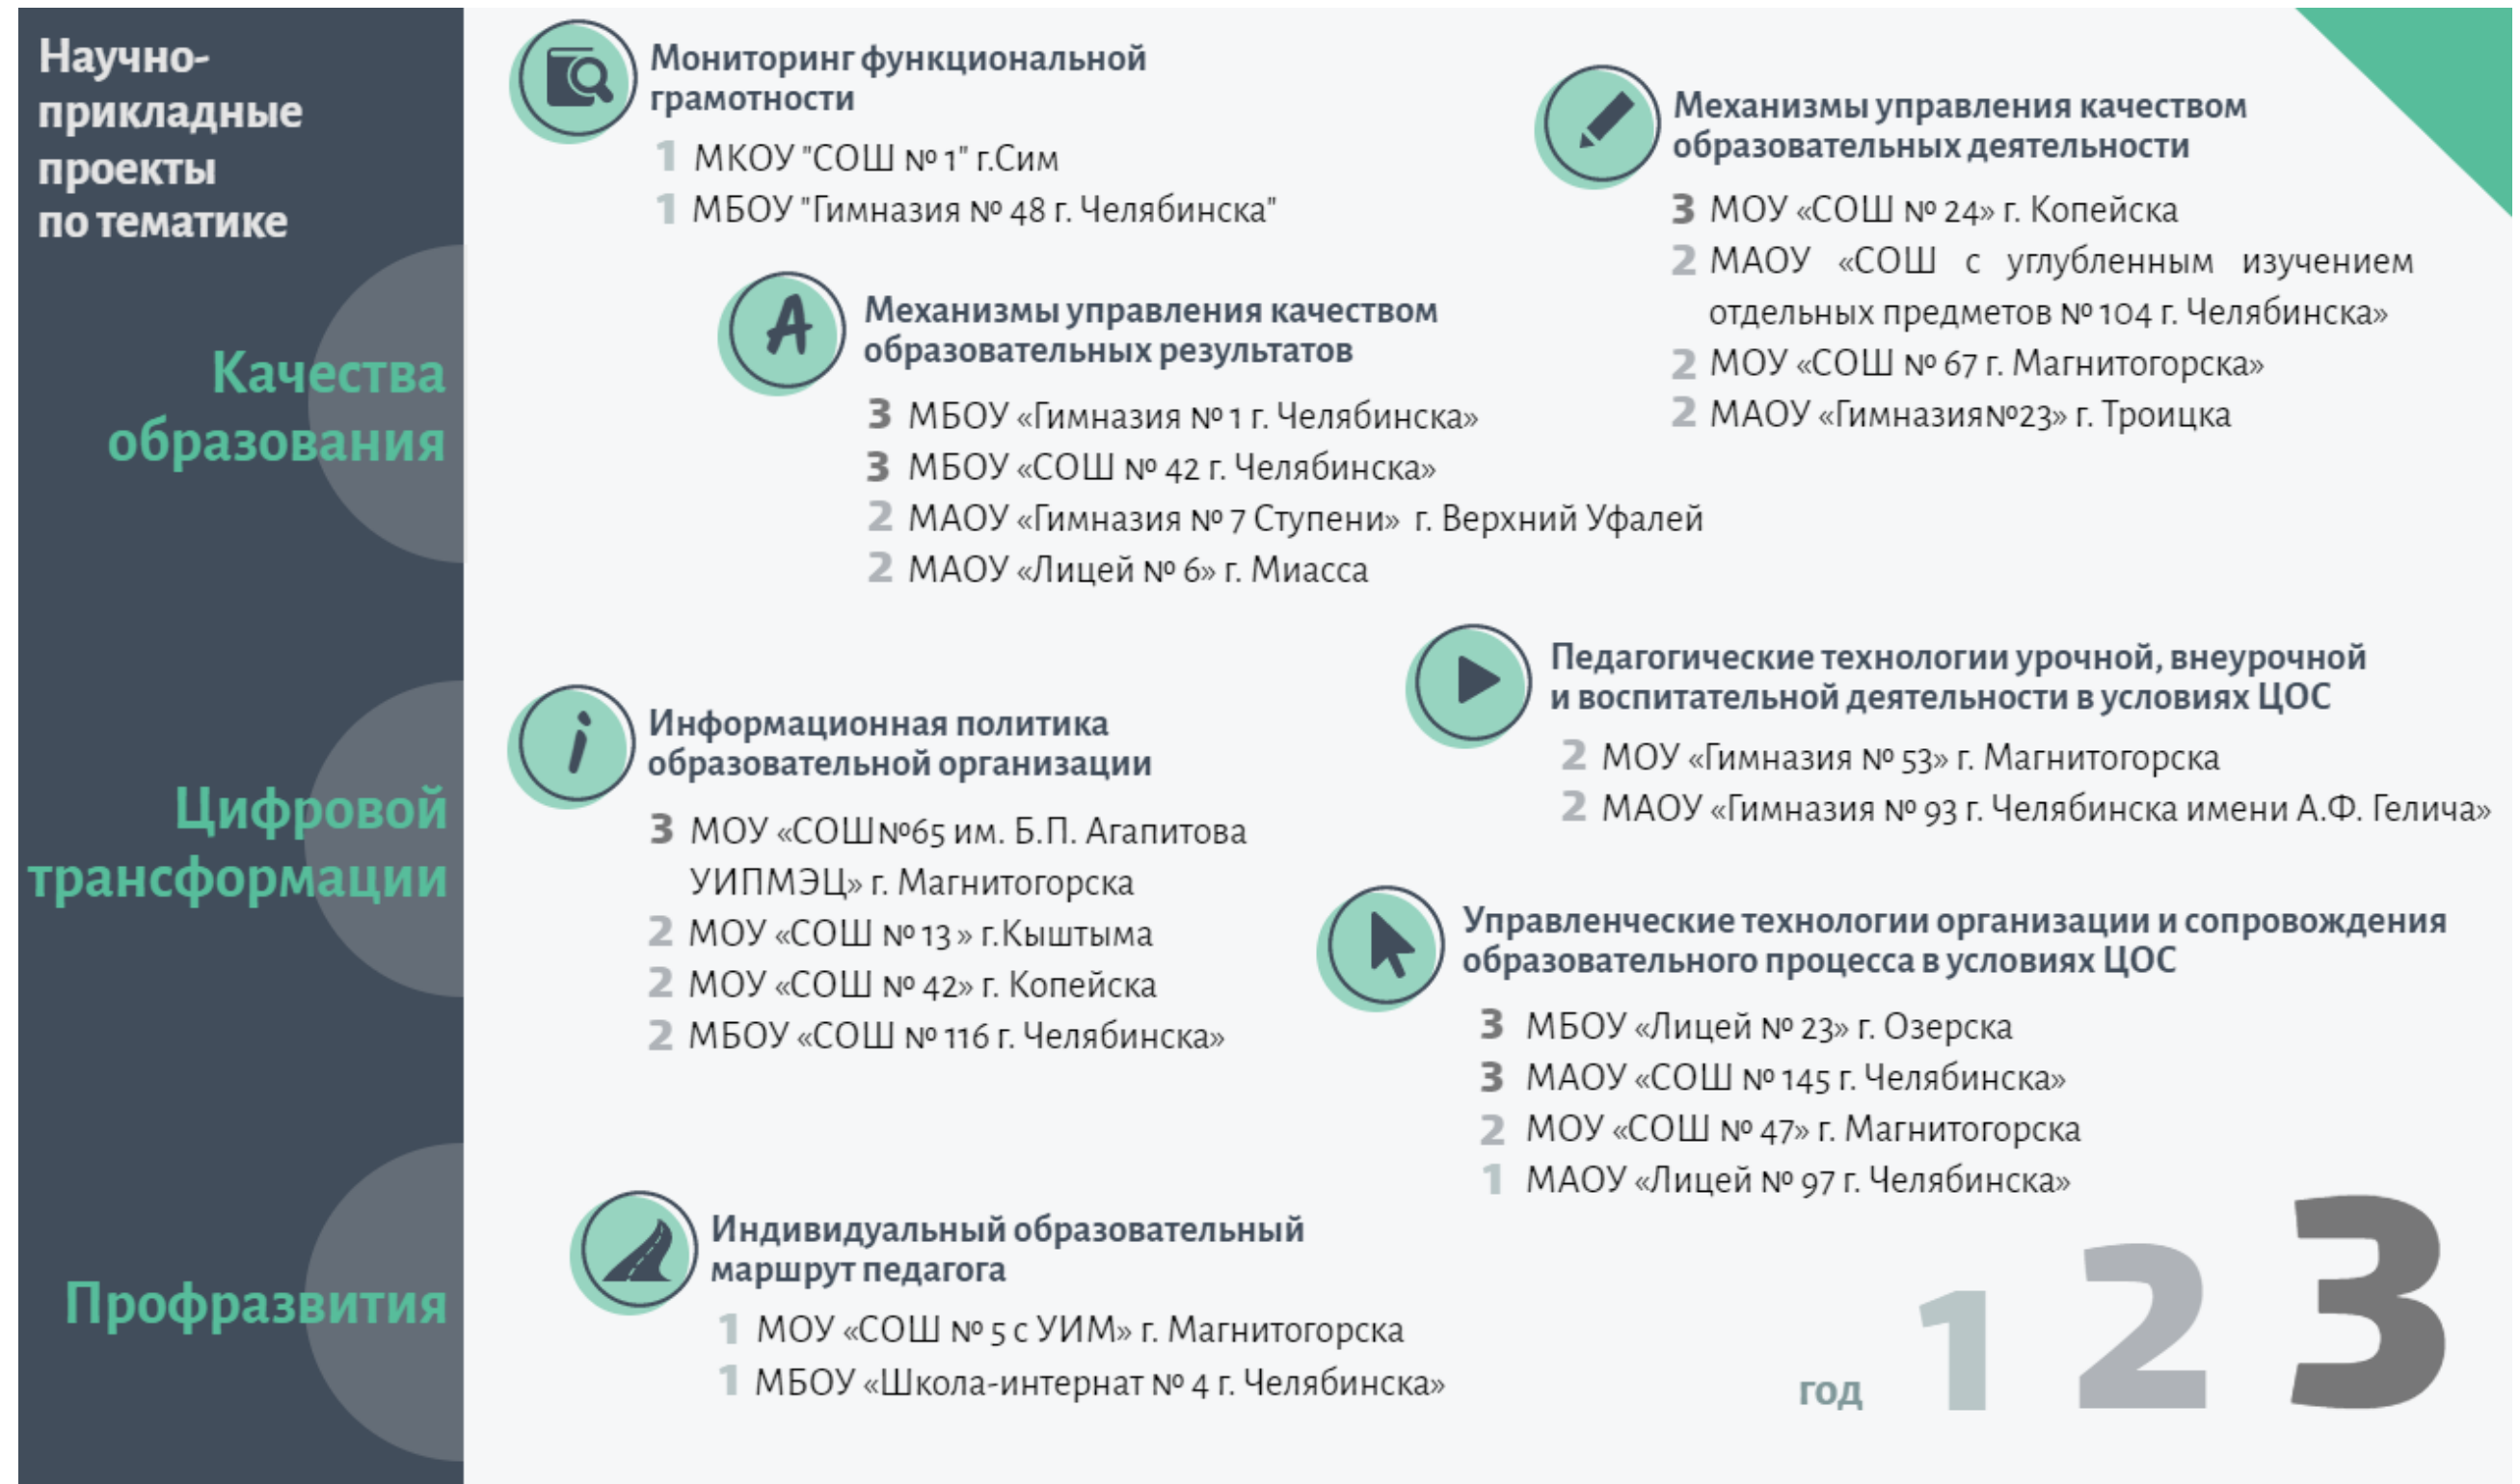 Научно-
прикладные
проекты
по тематике
Качества
образования
Мониторинг функциональной
грамотности
1 МКОУ "СОШ № 1" г.Сим
1 МБОУ "Гимназия № 48 г. Челябинска"
Механизмы управления качеством
образовательных деятельности
3 МОУ «СОШ № 24» г. Копейска
2 МАОУ «СОШ с углубленным изучением
отдельных предметов № 104 г. Челябинска»
2 МОУ «СОШ № 67 г. Магнитогорска»
2 МАОУ «Гимназия№23» г. Троицка
А
Механизмы управления качеством
образовательных результатов
3 МБОУ «Гимназия № 1 г. Челябинска»
3 МБОУ «СОШ № 42 г. Челябинска»
2 МАОУ «Гимназия № 7 Ступени» г. Верхний Уфалей
2 МАОУ «Лицей № 6» г. Миасса
Цифровой
трансформации
i
Информационная политика
образовательной организации
3 МОУ «СОШ№65 им. Б.П. Агапитова
УИПМЭЦ» г. Магнитогорска
2 МОУ «СОШ № 13 » г.Кыштыма
2 МОУ «СОШ № 42» г. Копейска
2 МБОУ «СОШ № 116 г. Челябинска»
Педагогические технологии урочной, внеурочной
и воспитательной деятельности в условиях ЦОС
2 МОУ «Гимназия № 53» г. Магнитогорска
2 МАОУ «Гимназия № 93 г. Челябинска имени А.Ф. Гелича»
Управленческие технологии организации и сопровождения
образовательного процесса в условиях ЦОС
3 МБОУ «Лицей № 23» г. Озерска
3 МАОУ «СОШ № 145 г. Челябинска»
2 МОУ «СОШ № 47» г. Магнитогорска
1 МАОУ «Лицей № 97 г. Челябинска»
Профразвития
Индивидуальный образовательный
маршрут педагога
1 МОУ «СОШ № 5 с УИМ» г. Магнитогорска
1 МБОУ «Школа-интернат № 4 г. Челябинска»
год 1 2 3